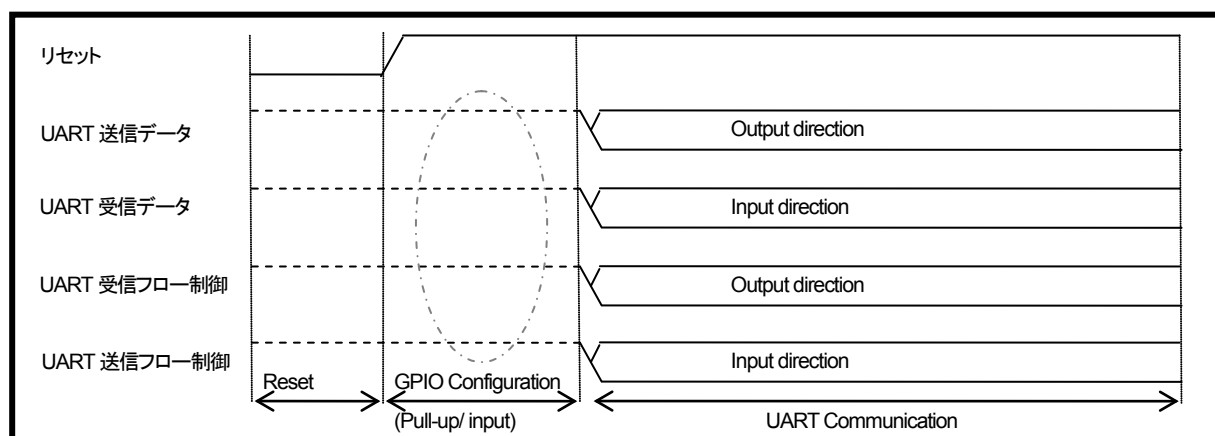 リセット
UART 送信データ
Output direction
UART 受信データ
Input direction
UART 受信フロー制御
Output direction
UART 送信フロー制御
Input direction
Reset
GPIO Configuration
(Pull-up/ input)
UART Communication